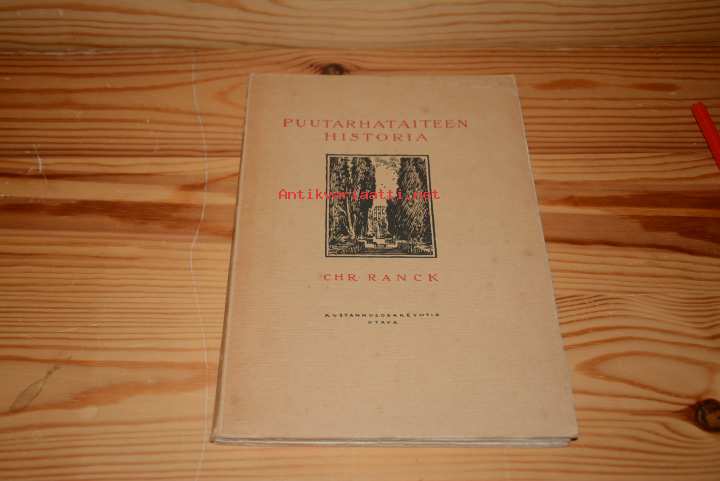 PUUTARHATAITEEN
HISTORIA
Antikvariaatti.net
CHR. RANCK
KUSTANNUSOSAKEYHTIÖ
OTAVA